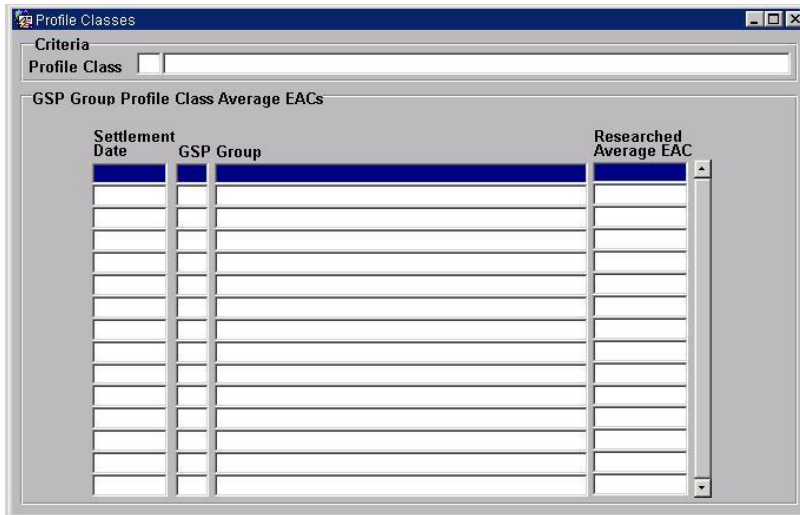 Profile Classes
Criteria
Profile Class
GSP Group Profile Class Average EACs
Settlement Date
GSP Group
Researched Average EAC